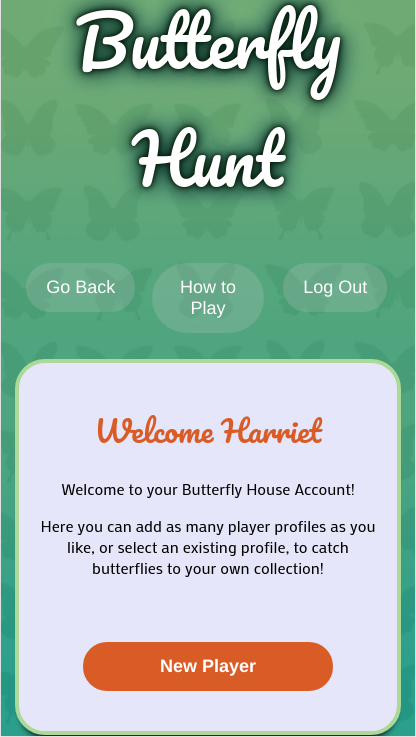 Butterfly
Hunt
Go Back
How to
Play
Log Out
Welcome Harriet
Welcome to your Butterfly House Account!
Here you can add as many player profiles as you
like, or select an existing profile, to catch
butterflies to your own collection!
New Player